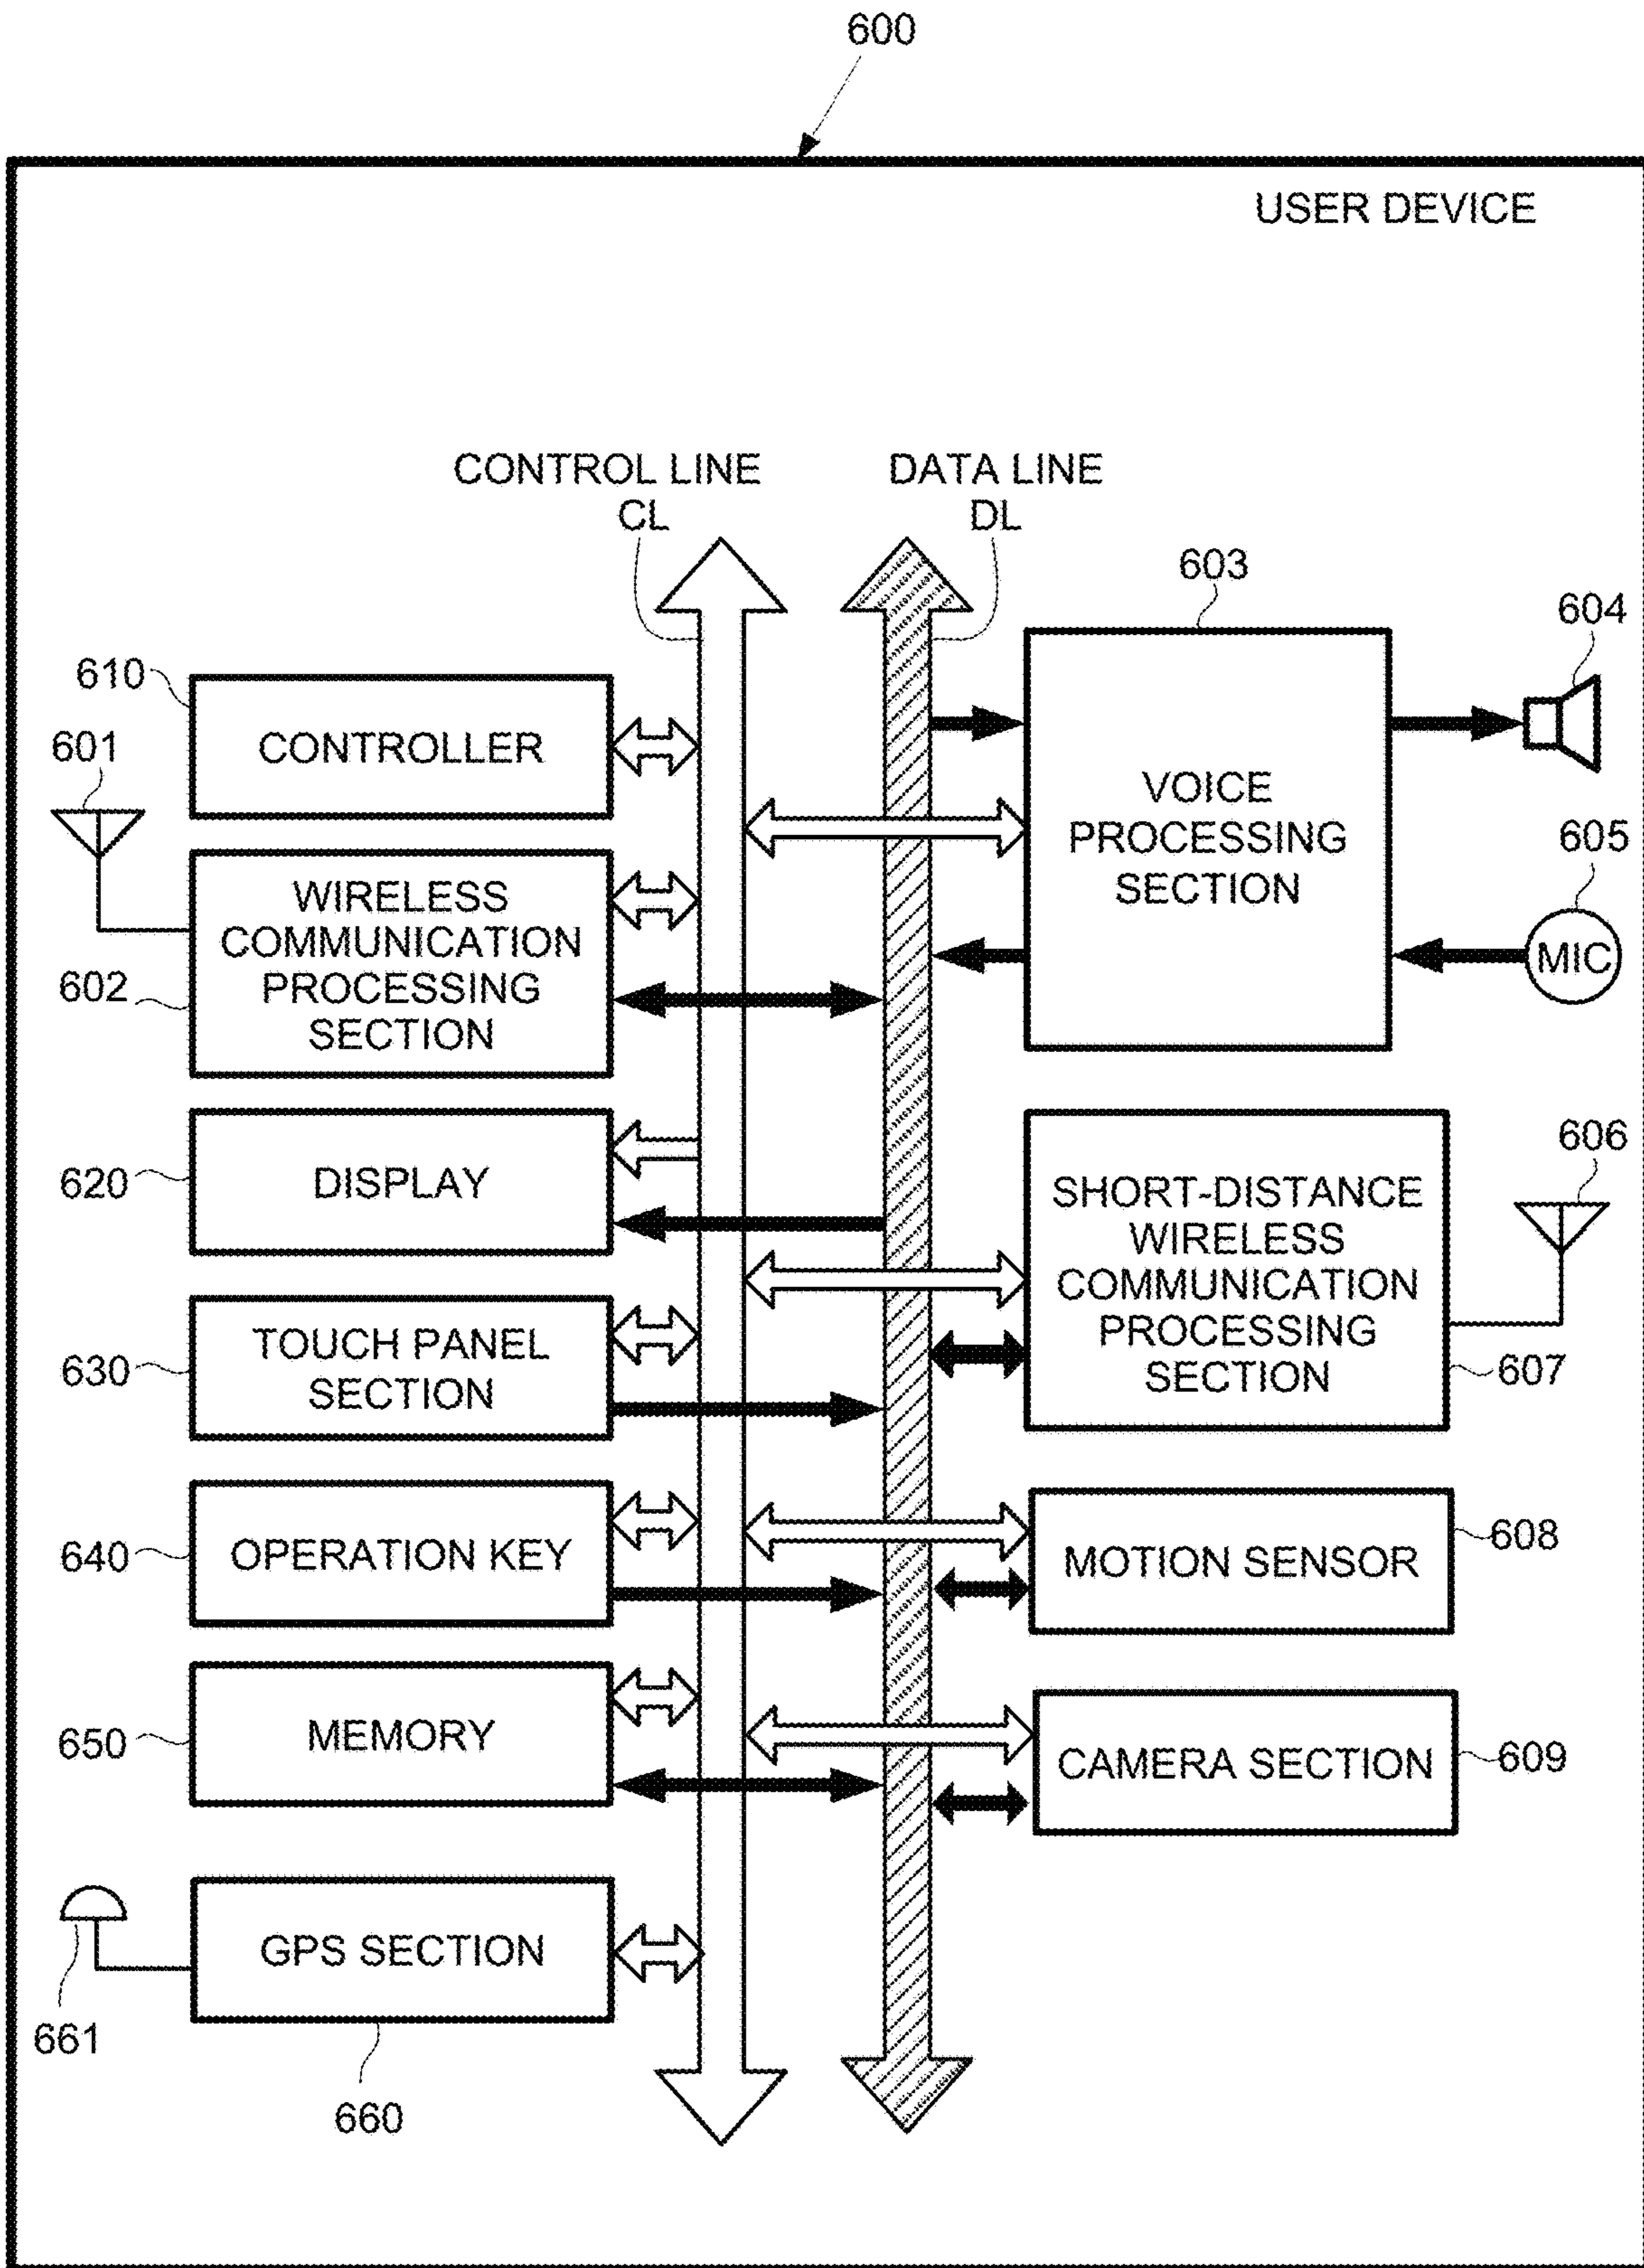 600
USER DEVICE
CONTROL LINE
CL
DATA LINE
DL
603
604
610
CONTROLLER
601
VOICE
PROCESSING
SECTION
605
MIC
WIRELESS
COMMUNICATION
PROCESSING
SECTION
602
DISPLAY
620
606
SHORT-DISTANCE
WIRELESS
COMMUNICATION
PROCESSING
SECTION
607
TOUCH PANEL
SECTION
630
OPERATION KEY
640
MOTION SENSOR
608
MEMORY
650
CAMERA SECTION
609
GPS SECTION
661
660